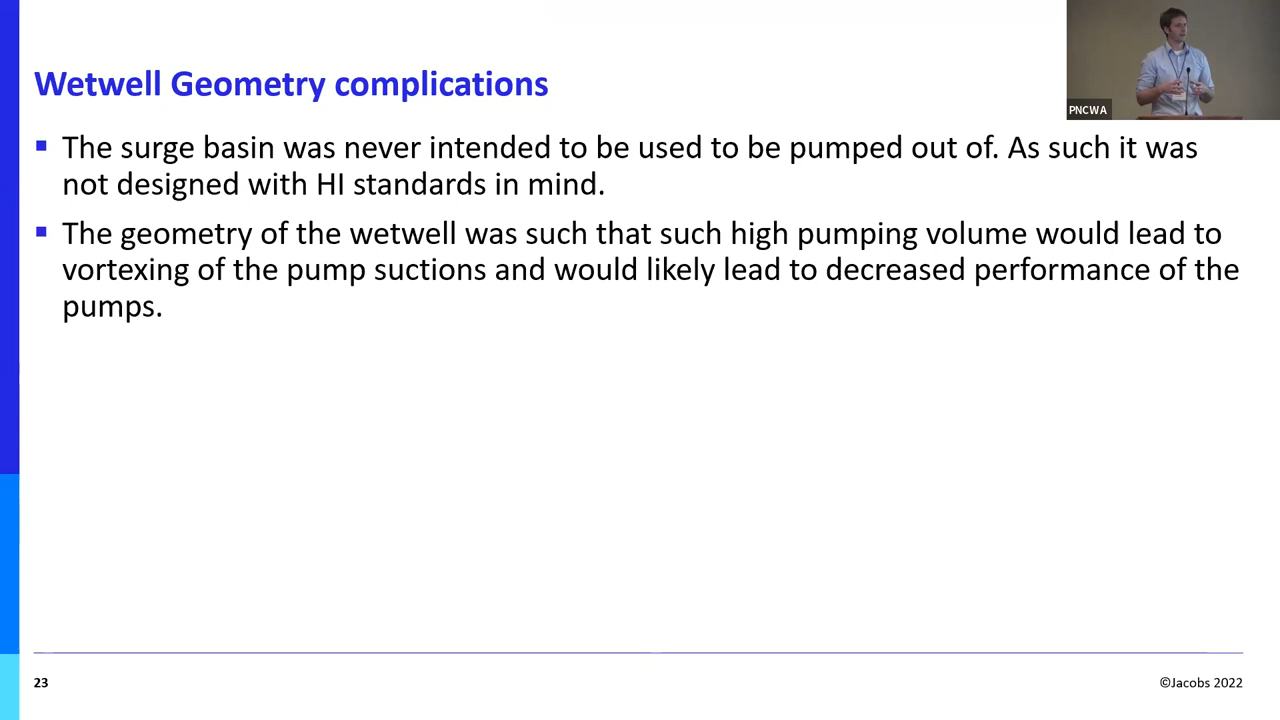 Wetwell Geometry complications
PNCWA
The surge basin was never intended to be used to be pumped out of. As such it was
not designed with HI standards in mind.
The geometry of the wetwell was such that such high pumping volume would lead to
vortexing of the pump suctions and would likely lead to decreased performance of the
pumps.
23
©Jacobs 2022